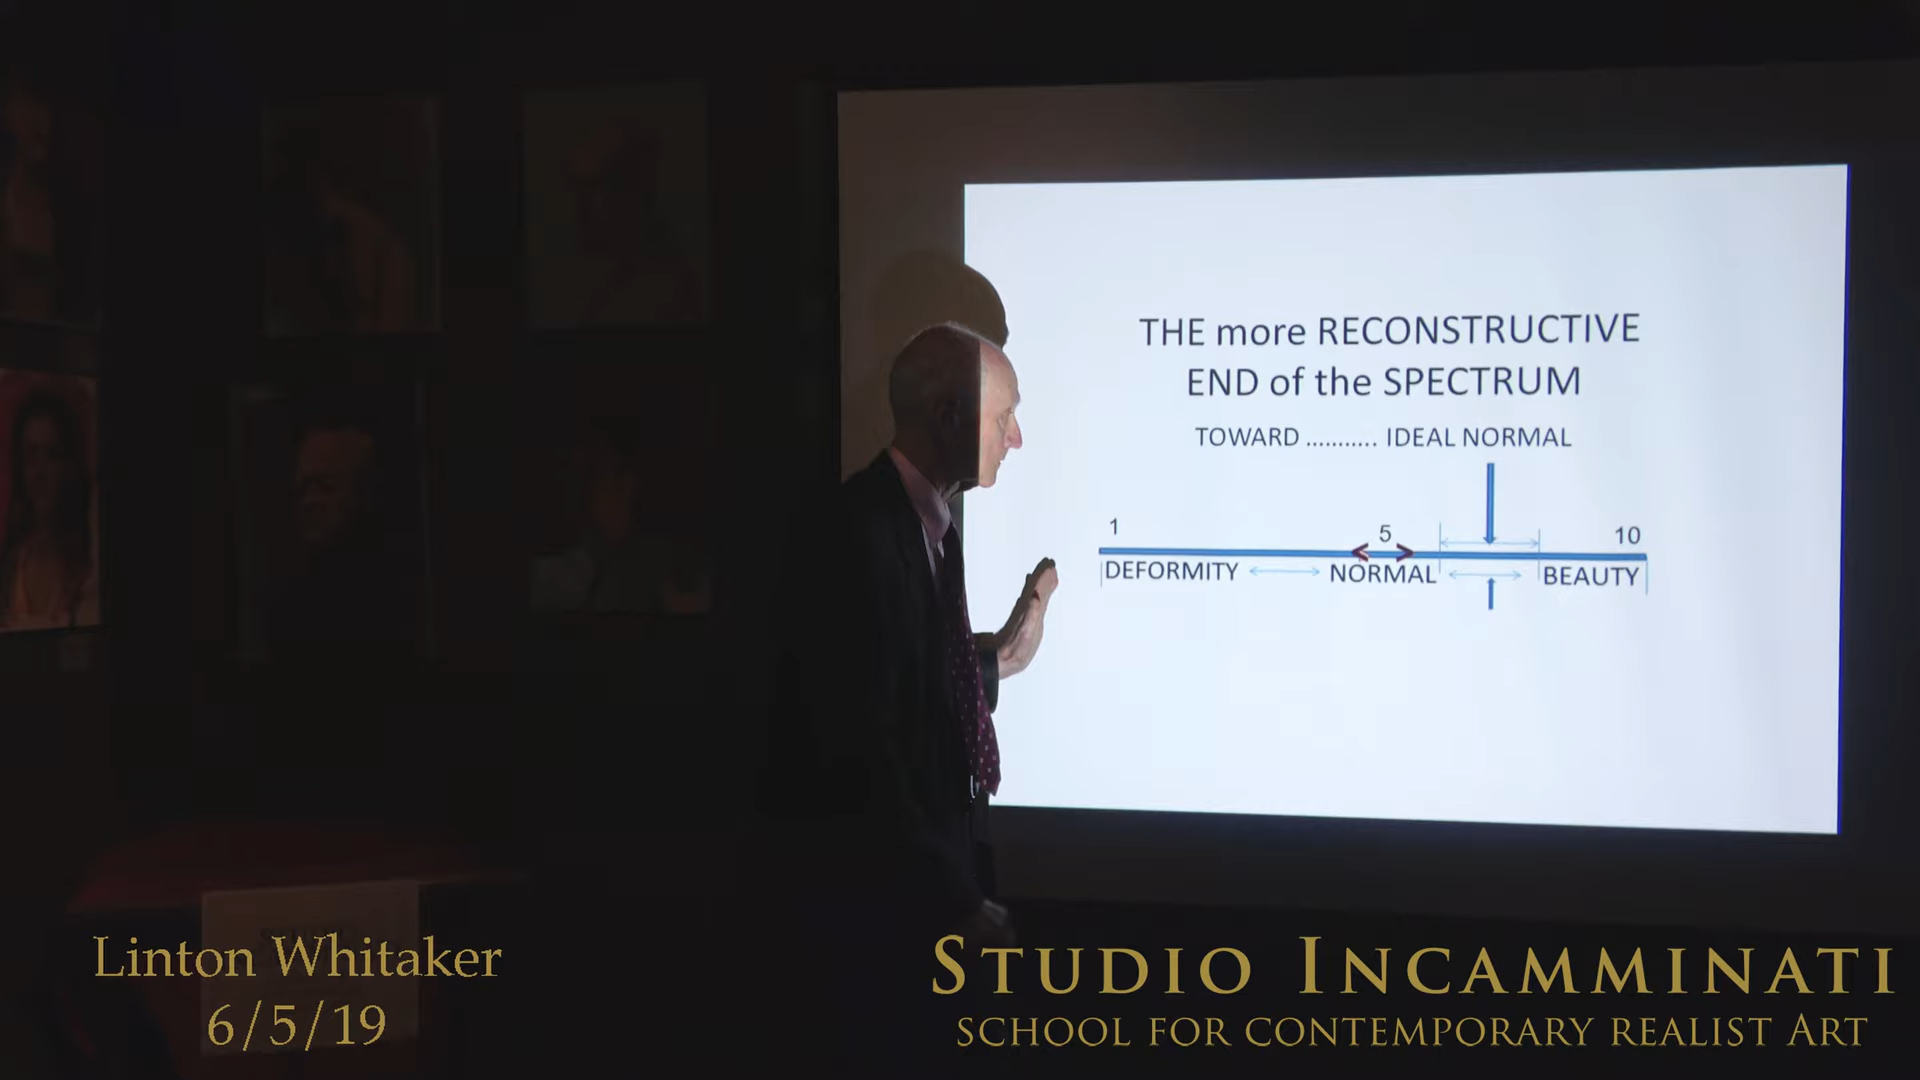 THE more RECONSTRUCTIVE
END of the SPECTRUM
TOWARD ........... IDEAL NORMAL
1 5 10
DEFORMITY NORMAL BEAUTY
Linton Whitaker
6/5/19
STUDIO INCAMMINATI
SCHOOL FOR CONTEMPORARY REALIST ART